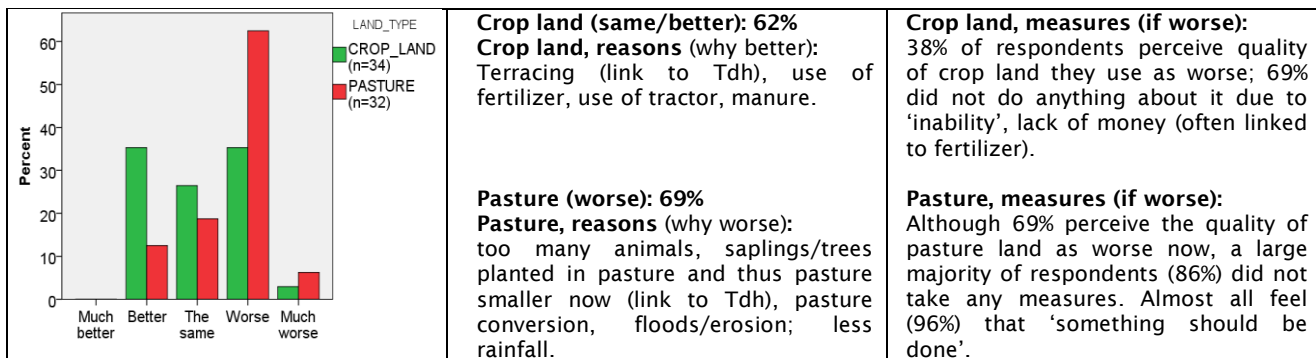 LAND_TYPE
CROP_LAND
(n=34)
PASTURE
(n=32)
Percent
60
50
40
30
20
10
0
Much
better
Better
The
same
Worse
Much
worse
Crop land (same/better): 62%
Crop land, reasons (why better):
Terracing (link to Tdh), use of
fertilizer, use of tractor, manure.
Pasture (worse): 69%
Pasture, reasons (why worse):
too many animals, saplings/trees
planted in pasture and thus pasture
smaller now (link to Tdh), pasture
conversion, floods/erosion; less
rainfall.
Crop land, measures (if worse):
38% of respondents perceive quality
of crop land they use as worse; 69%
did not do anything about it due to
‘inability’, lack of money (often linked
to fertilizer).
Pasture, measures (if worse):
Although 69% perceive the quality of
pasture land as worse now, a large
majority of respondents (86%) did not
take any measures. Almost all feel
(96%) that ‘something should be
done’.